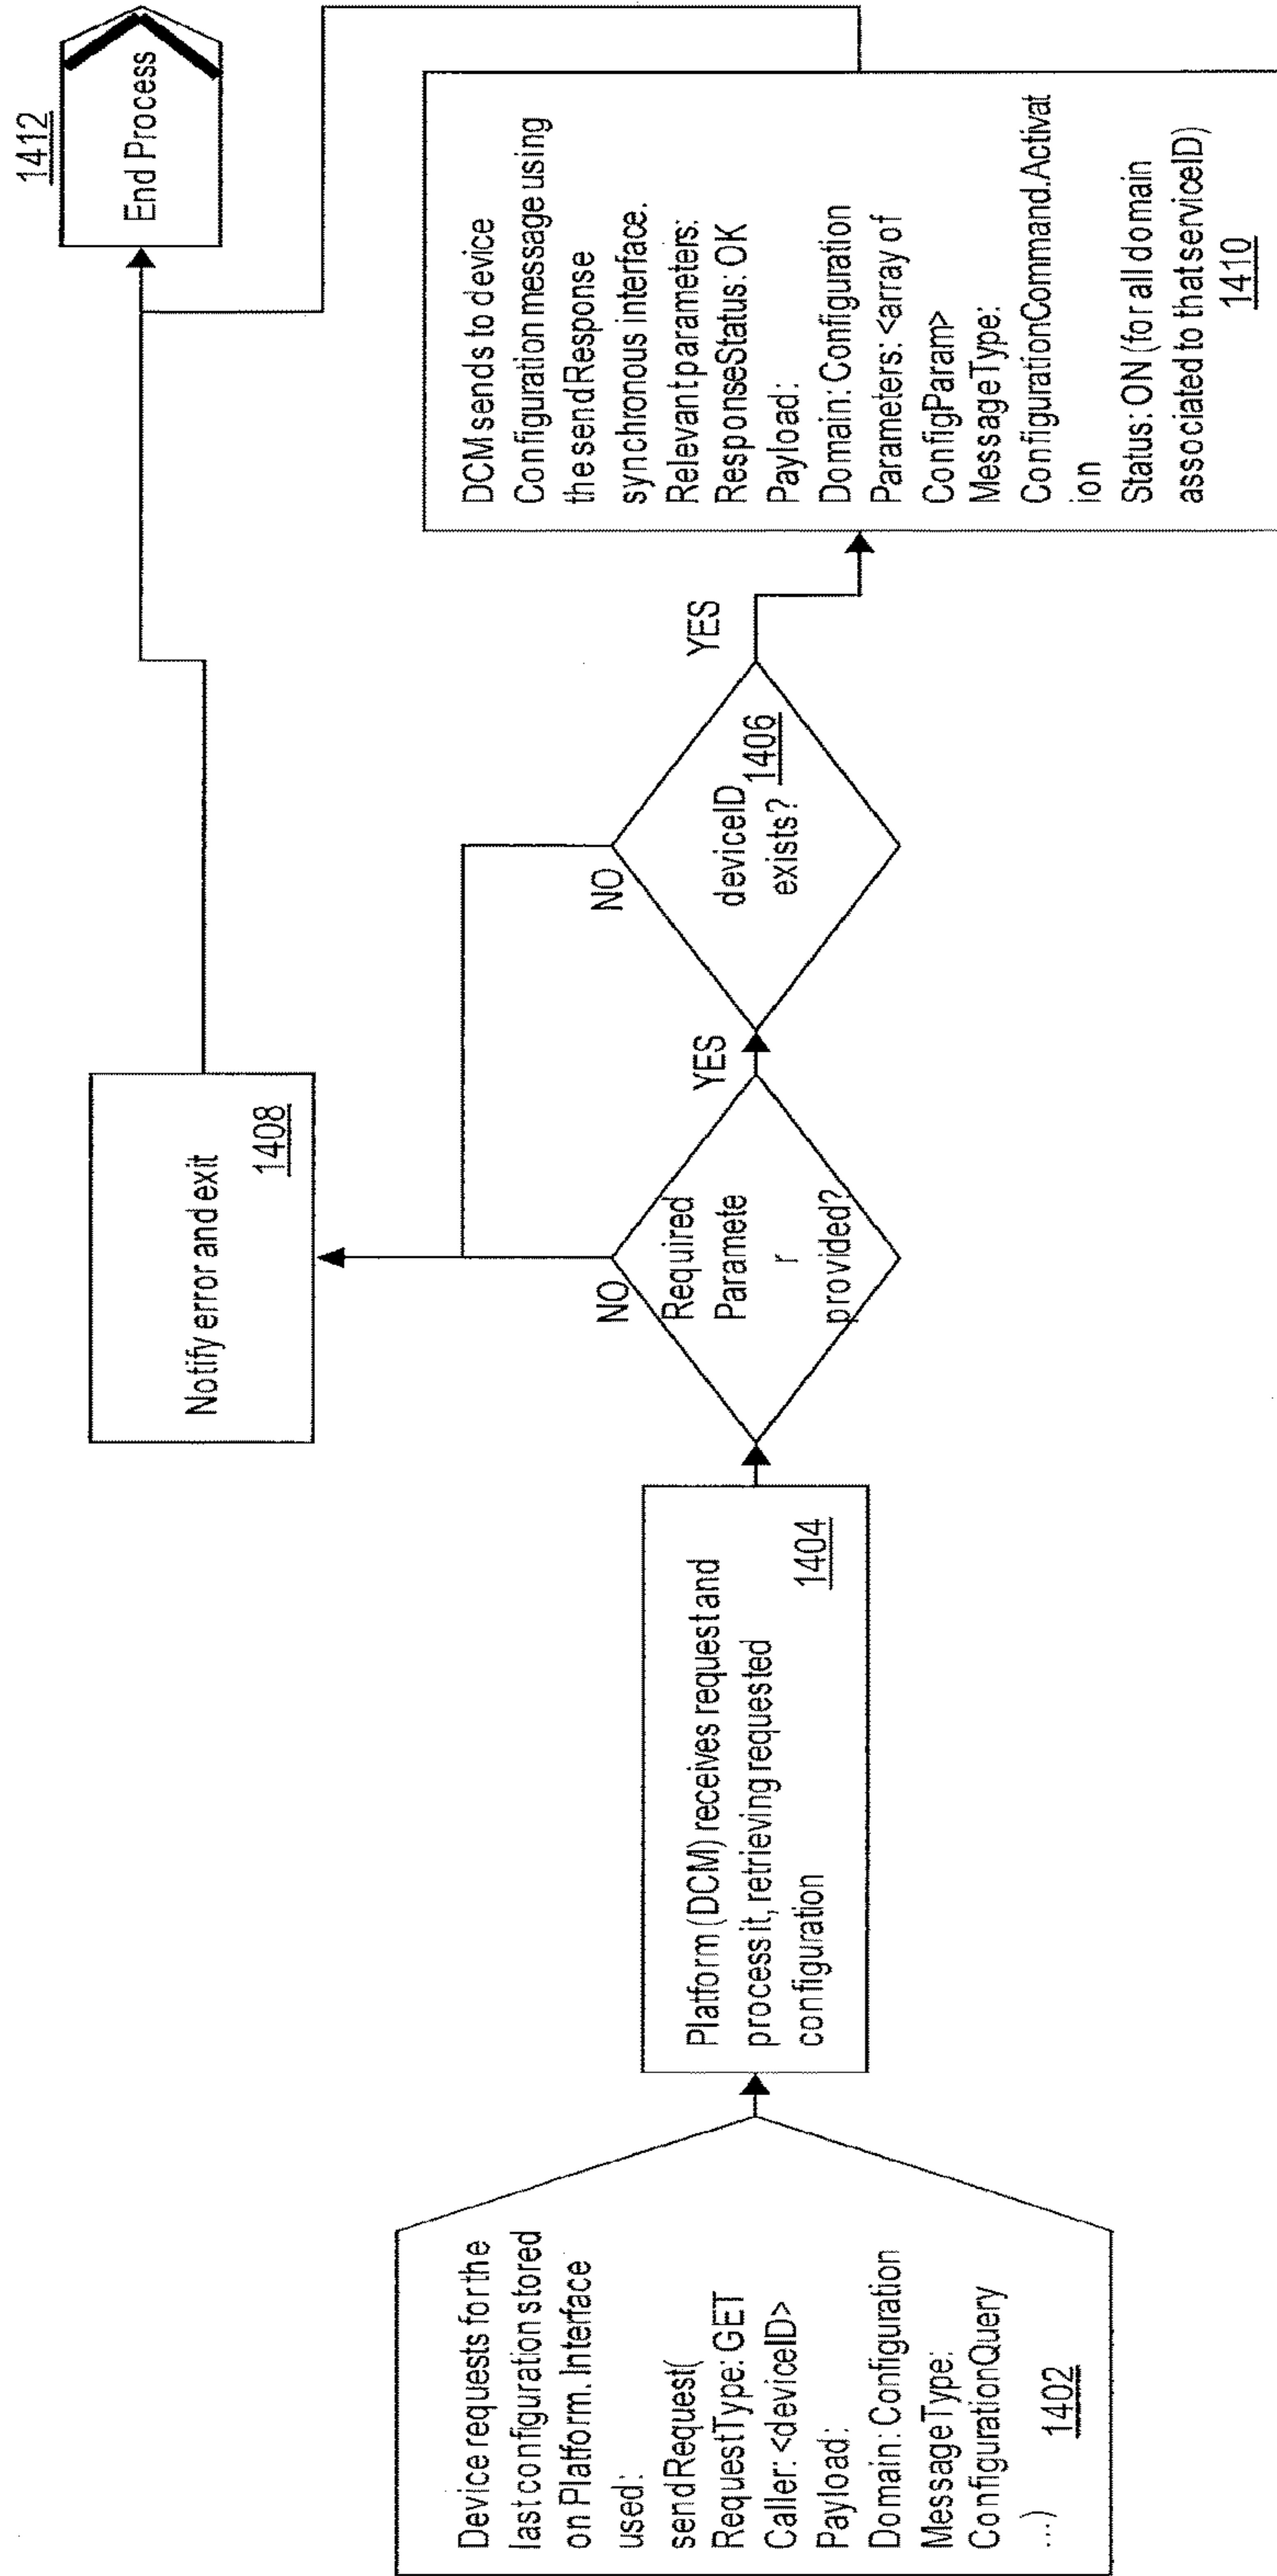 Device requests for the
last configuration stored
on Platform. Interface
used:
sendRequest(
RequestType: GET
Caller: <deviceID>
Payload:
Domain: Configuration
MessageType:
ConfigurationQuery
...)
1402
Platform (DCM) receives request and
process it, retrieving requested
configuration
1404
Required
Paramete
r
provided?
NO
YES
deviceID
exists?
1406
NO
YES
Notify error and exit
1408
DCM sends to device
Configuration message using
the sendResponse
synchronous interface.
Relevant parameters:
ResponseStatus: OK
Payload:
Domain: Configuration
Parameters: <array of
ConfigParam>
MessageType:
ConfigurationCommand.Activat
ion
Status: ON (for all domain
associated to that serviceID)
1410
End Process
1412